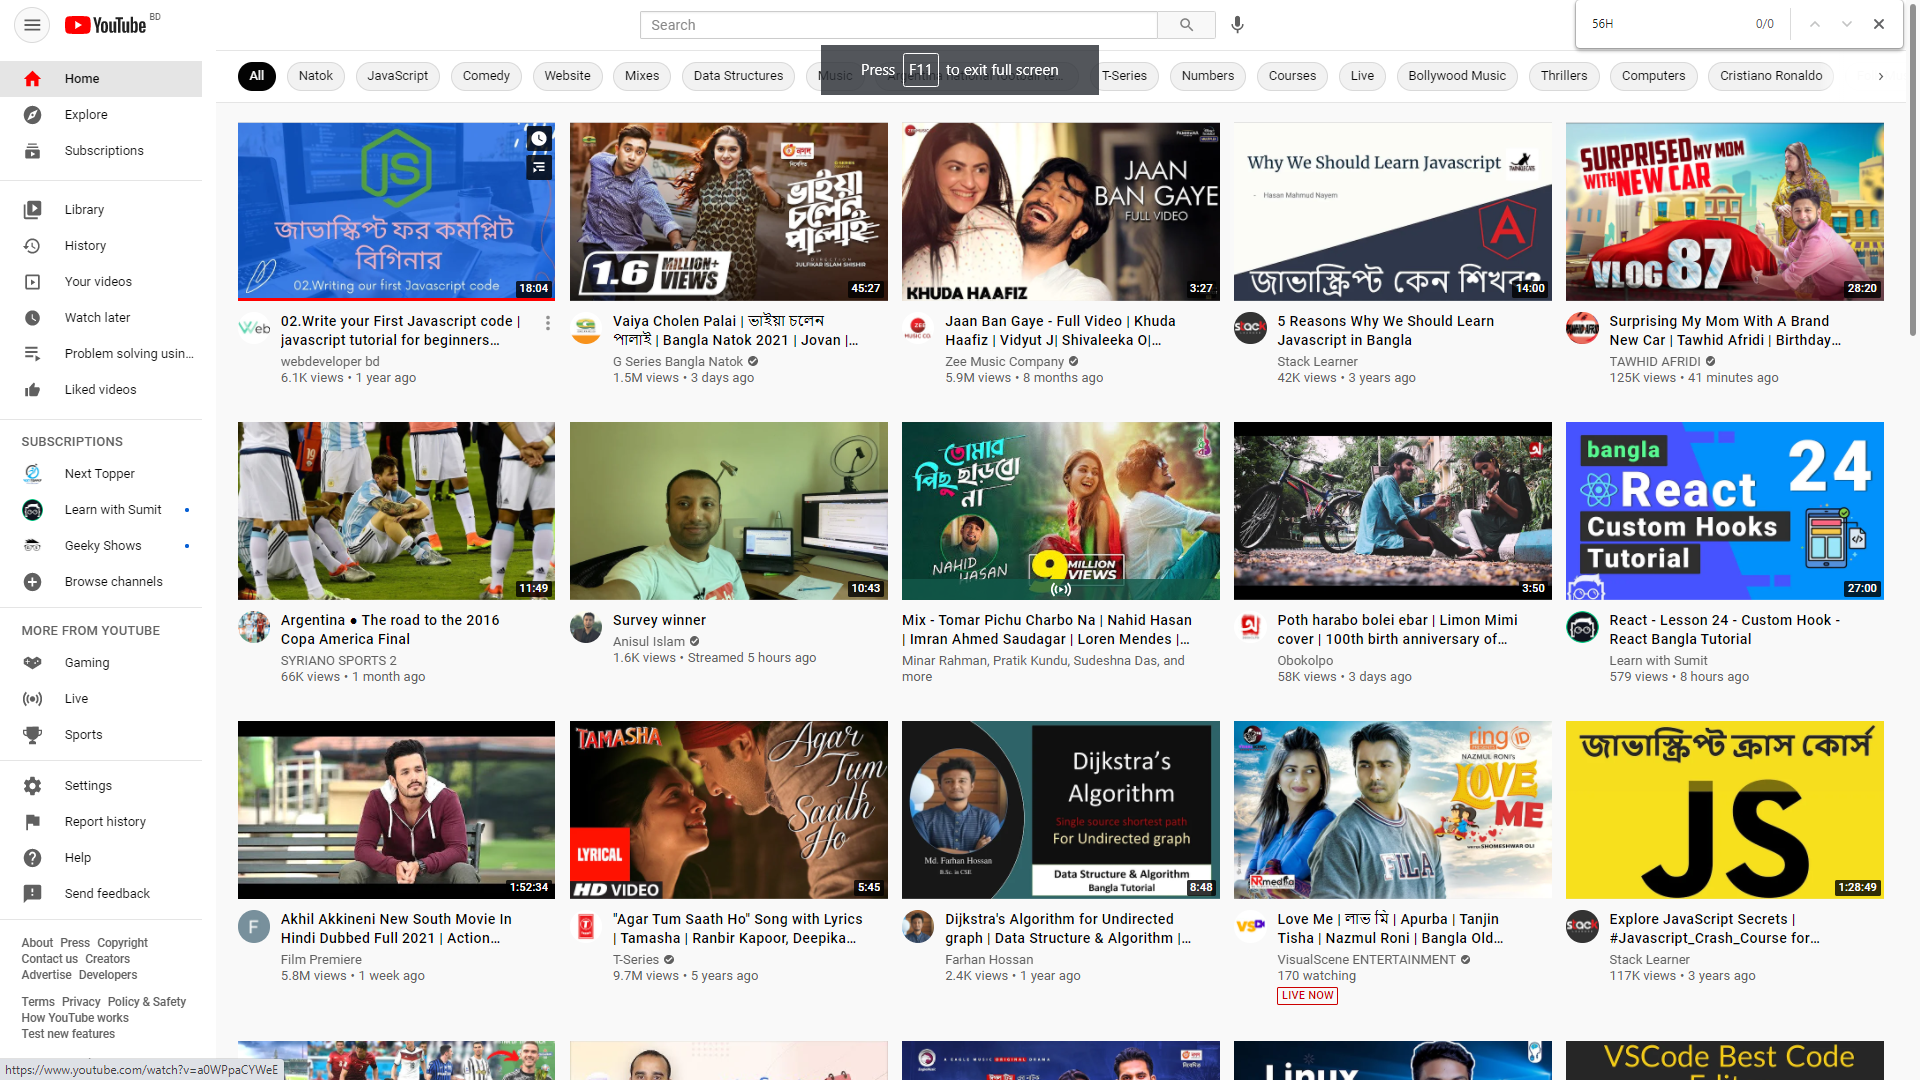 YouTube BD
Search
56H 0/0
Press F11 to exit full screen
All Natok JavaScript Comedy Website Mixes Data Structures Music T-Series Numbers Courses Live Bollywood Music Thrillers Computers Cristiano Ronaldo
Home
Explore
Subscriptions
Library
History
Your videos
Watch later
Problem solving usin...
Liked videos
SUBSCRIPTIONS
Next Topper
Learn with Sumit
Geeky Shows
Browse channels
MORE FROM YOUTUBE
Gaming
Live
Sports
Settings
Report history
Help
Send feedback
About Press Copyright
Contact us Creators
Advertise Developers
Terms Privacy Policy & Safety
How YouTube works
Test new features
https://www.youtube.com/watch?v=a0WPpaCYWeE
JS
জাভাস্ক্রিপ্ট ফর কমপ্লিট
বিগিনার
02.Writing our first Javascript code
18:04
Web
02.Write your First Javascript code |
javascript tutorial for beginners...
webdeveloper bd
6.1K views • 1 year ago
ভাইয়া
চলেন
পালাই
DIRECTION
JULFIKAR ISLAM SHISHIR
1.6 MILLION+
VIEWS
45:27
Vaiya Cholen Palai | ভাইয়া চলেন
পালাই | Bangla Natok 2021 | Jovan |...
G Series Bangla Natok
1.5M views • 3 days ago
JAAN
BAN GAYE
FULL VIDEO
KHUDA HAAFIZ
3:27
Jaan Ban Gaye - Full Video | Khuda
Haafiz | Vidyut J| Shivaleeka O|...
Zee Music Company
5.9M views • 8 months ago
Why We Should Learn Javascript
- Hasan Mahmud Nayem
জাভাস্ক্রিপ্ট কেন শিখব?
14:00
5 Reasons Why We Should Learn
Javascript in Bangla
Stack Learner
42K views • 3 years ago
SURPRISED MY MOM
WITH NEW CAR
VLOG 87
28:20
Surprising My Mom With A Brand
New Car | Tawhid Afridi | Birthday...
TAWHID AFRIDI
125K views • 41 minutes ago
11:49
Argentina ● The road to the 2016
Copa America Final
SYRIANO SPORTS 2
66K views • 1 month ago
10:43
Survey winner
Anisul Islam
1.6K views • Streamed 5 hours ago
তোমার
পিছু ছাড়বো
না
NAHID
HASAN
9 MILLION
VIEWS
Mix - Tomar Pichu Charbo Na | Nahid Hasan
| Imran Ahmed Saudagar | Loren Mendes |...
Minar Rahman, Pratik Kundu, Sudeshna Das, and
more
3:50
Poth harabo bolei ebar | Limon Mimi
cover | 100th birth anniversary of...
Obokolpo
58K views • 3 days ago
bangla
React 24
Custom Hooks
Tutorial
27:00
React - Lesson 24 - Custom Hook -
React Bangla Tutorial
Learn with Sumit
579 views • 8 hours ago
1:52:34
F
Akhil Akkineni New South Movie In
Hindi Dubbed Full 2021 | Action...
Film Premiere
5.8M views • 1 week ago
TAMASHA
Agar
Tum
Saath
Ho
LYRICAL
HD VIDEO
5:45
"Agar Tum Saath Ho" Song with Lyrics
| Tamasha | Ranbir Kapoor, Deepika...
T-Series
9.7M views • 5 years ago
Dijkstra's
Algorithm
Single source shortest path
For Undirected graph
Md. Farhan Hossan
B.Sc. in CSE
Data Structure & Algorithm
Bangla Tutorial
8:48
Dijkstra's Algorithm for Undirected
graph | Data Structure & Algorithm |...
Farhan Hossan
2.4K views • 1 year ago
ring iD
NAZMUL RONI's
LOVE
ME
SHOMESHWAR OLI
FILA
Rmedia
Love Me | লাভ মি | Apurba | Tanjin
Tisha | Nazmul Roni | Bangla Old...
VisualScene ENTERTAINMENT
170 watching
LIVE NOW
জাভাস্ক্রিপ্ট ক্রাস কোর্স
JS
1:28:49
Explore JavaScript Secrets |
#Javascript_Crash_Course for...
Stack Learner
117K views • 3 years ago
A EAGLE MUSIC ORIGINAL DRAMA
Linux
VSCode Best Code